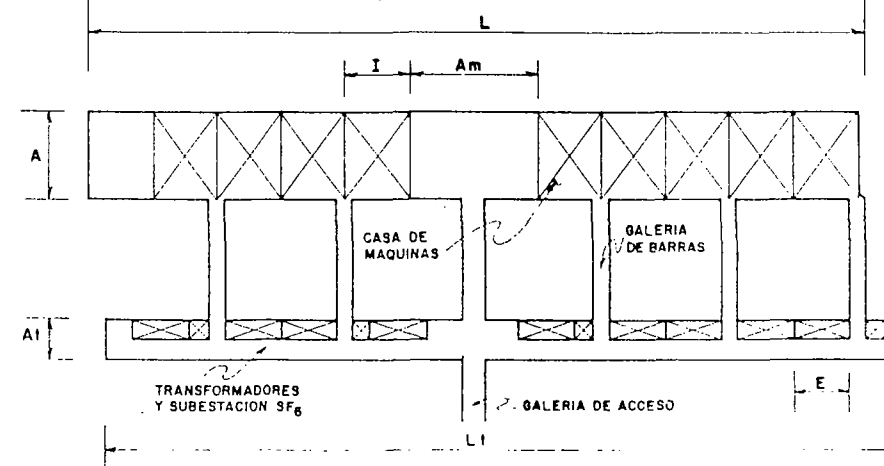 L
I
Am
A
CASA DE
MAQUINAS
GALERIA
DE BARRAS
At
E
TRANSFORMADORES
Y SUBESTACION SF6
GALERIA DE ACCESO
Lt